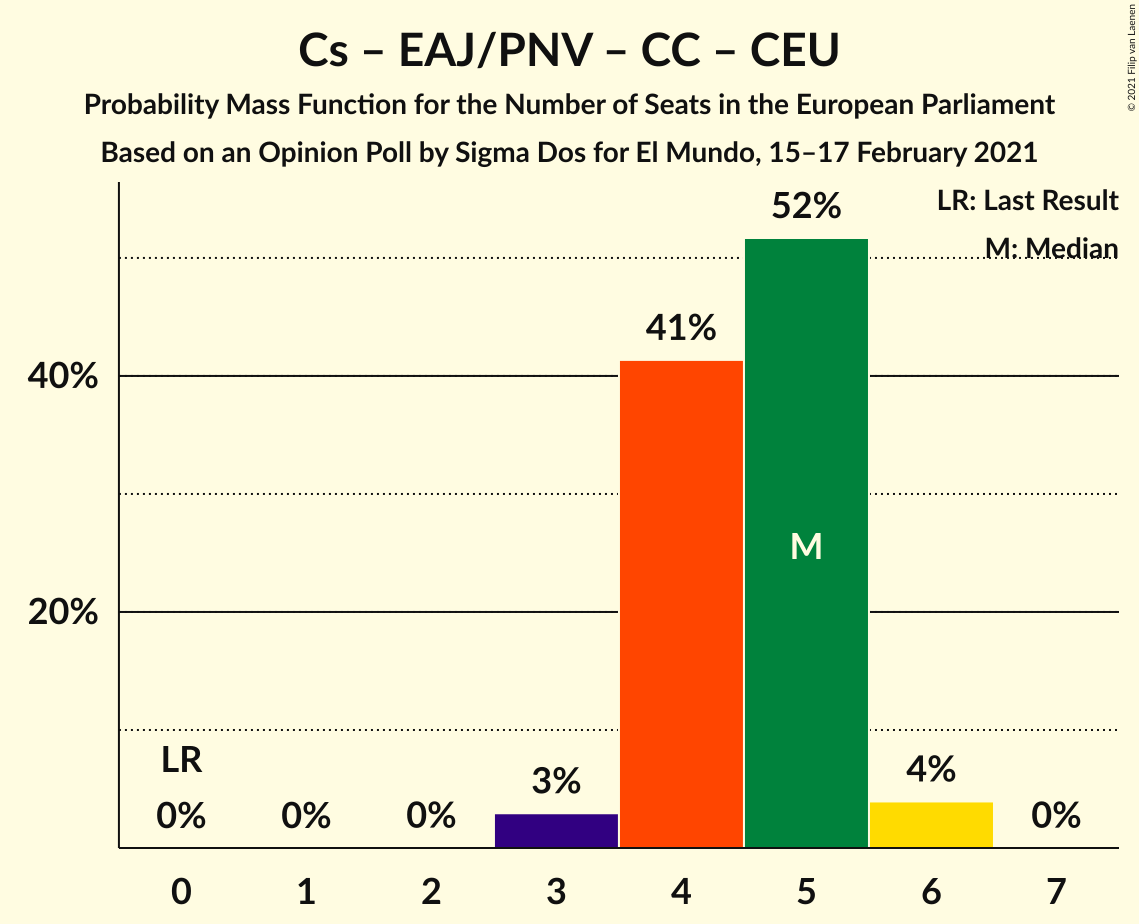 Cs – EAJ/PNV – CC – CEU
Probability Mass Function for the Number of Seats in the European Parliament
Based on an Opinion Poll by Sigma Dos for El Mundo, 15–17 February 2021
© 2021 Filip van Laenen
LR: Last Result
M: Median
52%
41%
40%
M
20%
LR
0%
0%
0%
3%
4%
0%
0 1 2 3 4 5 6 7